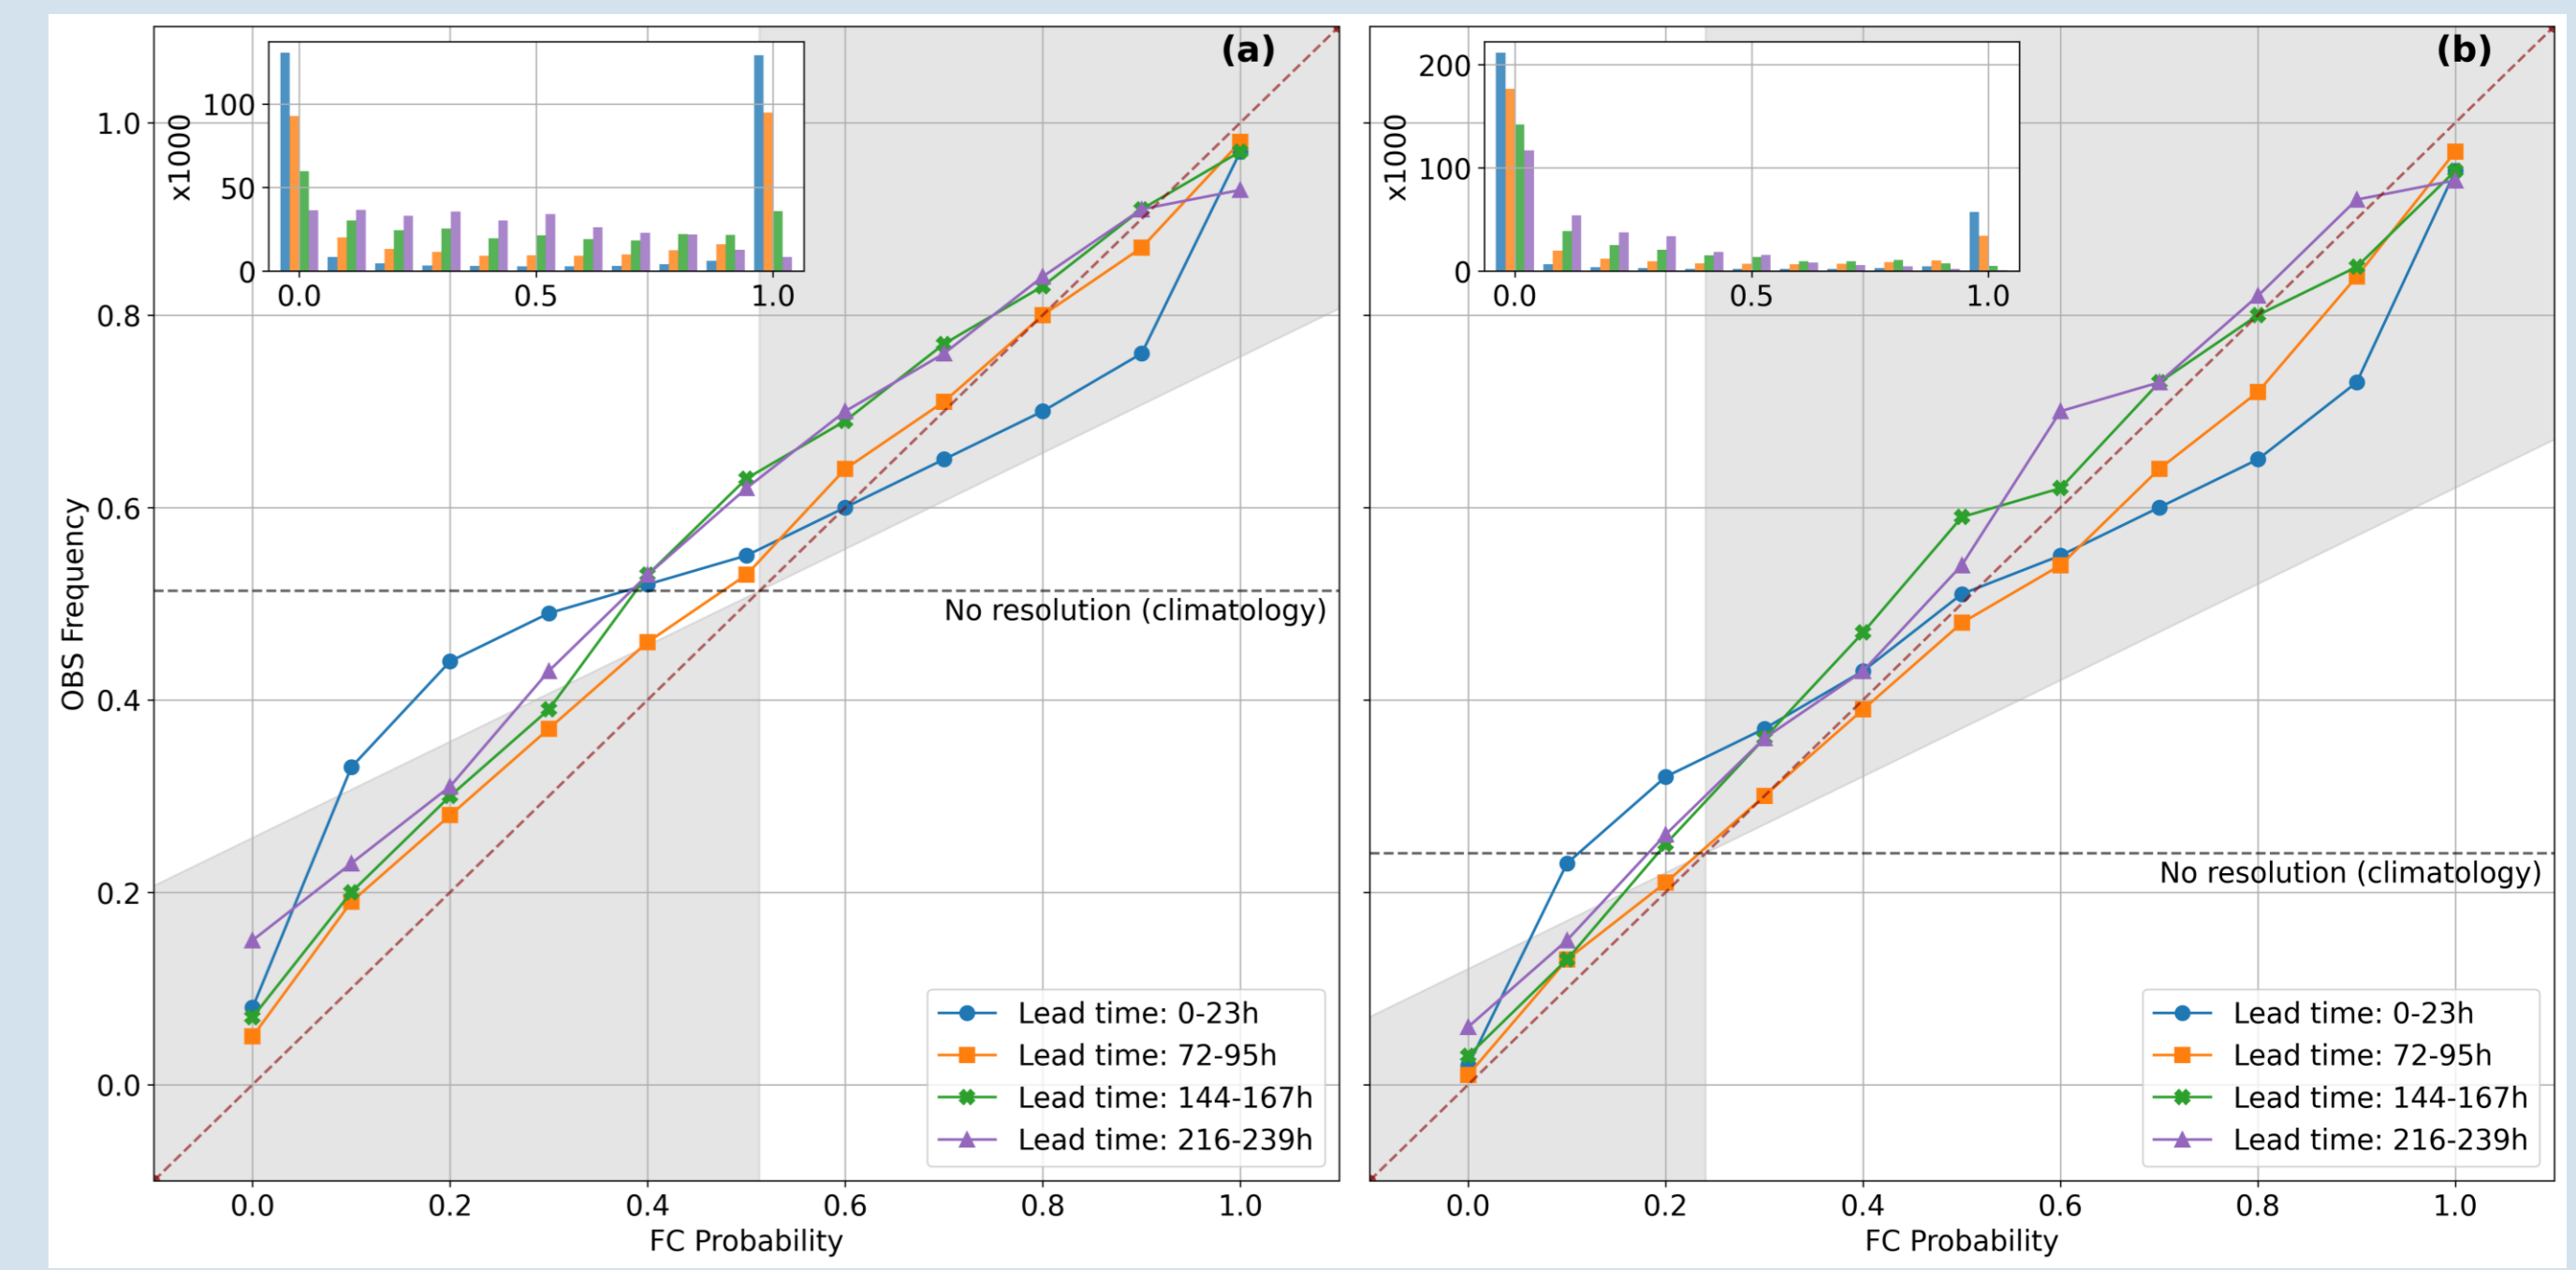 (a)
x1000
100
50
0
0.0 0.5 1.0
1.0
0.8
0.6
0.4
0.2
0.0
OBS Frequency
No resolution (climatology)
Lead time: 0-23h
Lead time: 72-95h
Lead time: 144-167h
Lead time: 216-239h
0.0 0.2 0.4 0.6 0.8 1.0
FC Probability
(b)
x1000
200
100
0
0.0 0.5 1.0
No resolution (climatology)
Lead time: 0-23h
Lead time: 72-95h
Lead time: 144-167h
Lead time: 216-239h
0.0 0.2 0.4 0.6 0.8 1.0
FC Probability